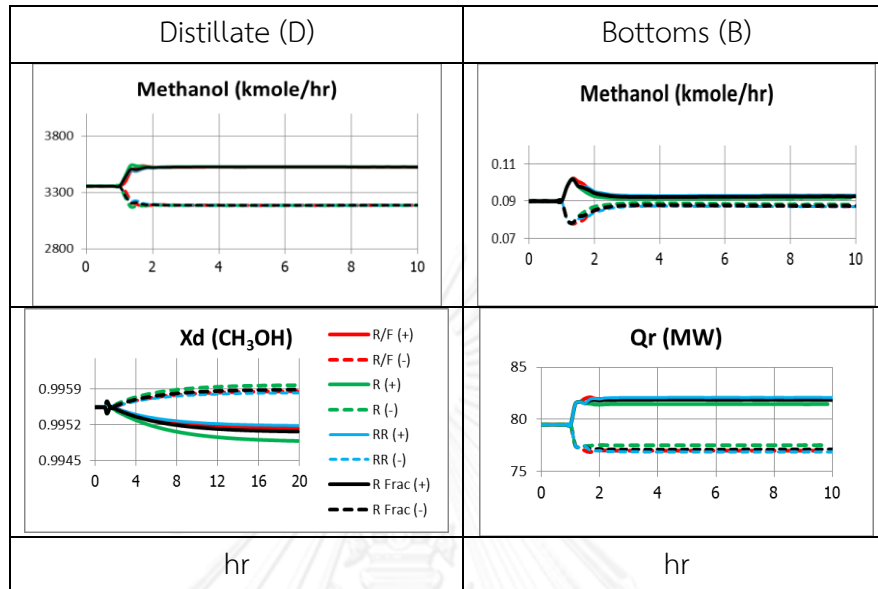 Distillate (D)
Bottoms (B)
Methanol (kmole/hr)
3800
3300
2800
0 2 4 6 8 10
Methanol (kmole/hr)
0.11
0.09
0.07
0 2 4 6 8 10
Xd (CH₃OH)
0.9959
0.9952
0.9945
0 4 8 12 16 20
R/F (+)
R/F (-)
R (+)
R (-)
RR (+)
RR (-)
R Frac (+)
R Frac (-)
Qr (MW)
85
80
75
0 2 4 6 8 10
hr
hr